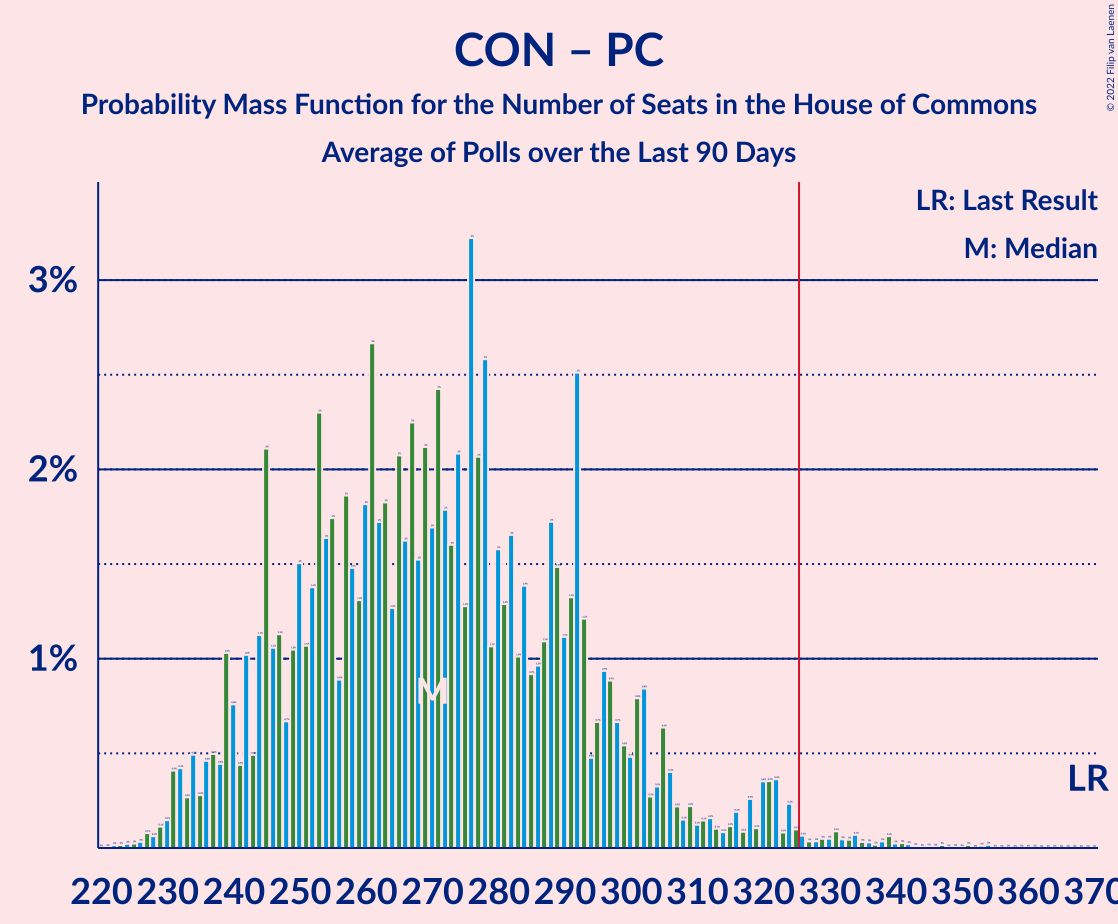 CON – PC
Probability Mass Function for the Number of Seats in the House of Commons
Average of Polls over the Last 90 Days
© 2022 Filip van Laenen
LR: Last Result
M: Median
3%
2%
1%
M
LR
220 230 240 250 260 270 280 290 300 310 320 330 340 350 360 370